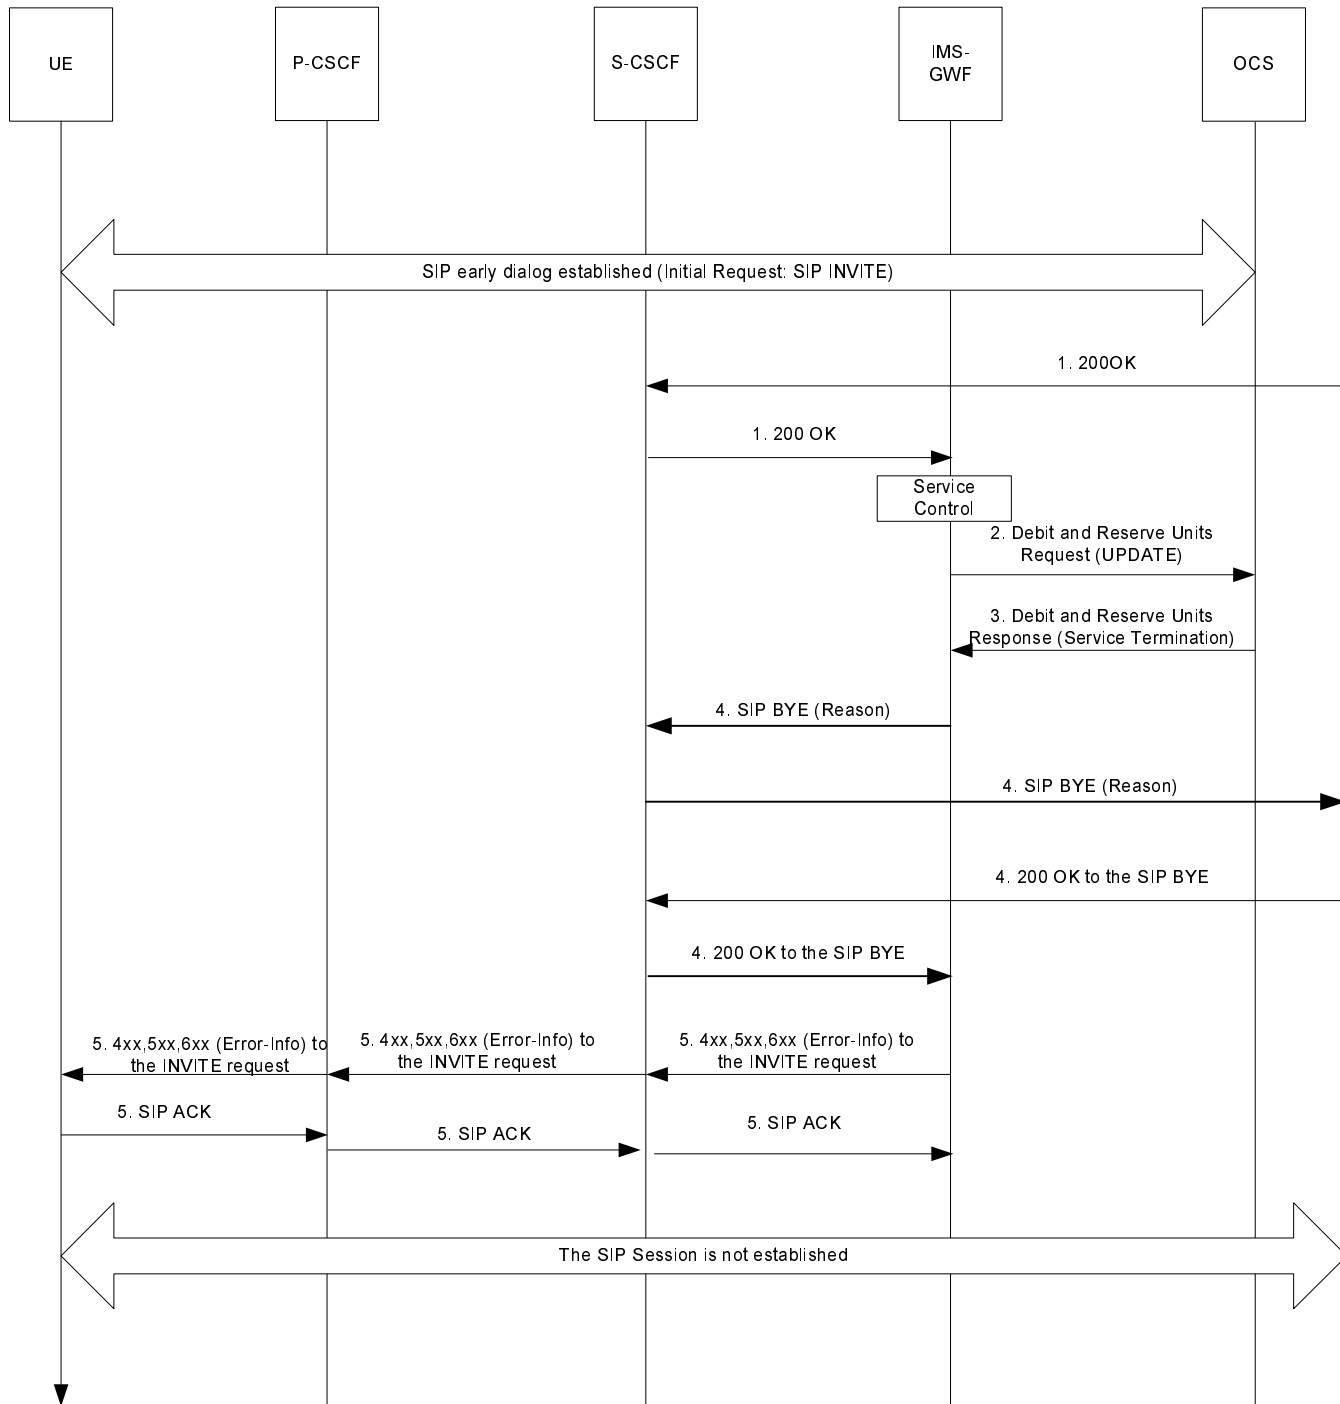 UE
P-CSCF
S-CSCF
IMS-
GWF
OCS
SIP early dialog established (Initial Request: SIP INVITE)
1. 200OK
1. 200 OK
Service
Control
2. Debit and Reserve Units
Request (UPDATE)
3. Debit and Reserve Units
Response (Service Termination)
4. SIP BYE (Reason)
4. SIP BYE (Reason)
4. 200 OK to the SIP BYE
4. 200 OK to the SIP BYE
5. 4xx,5xx,6xx (Error-Info) to
the INVITE request
5. 4xx,5xx,6xx (Error-Info) to
the INVITE request
5. 4xx,5xx,6xx (Error-Info) to
the INVITE request
5. SIP ACK
5. SIP ACK
5. SIP ACK
The SIP Session is not established